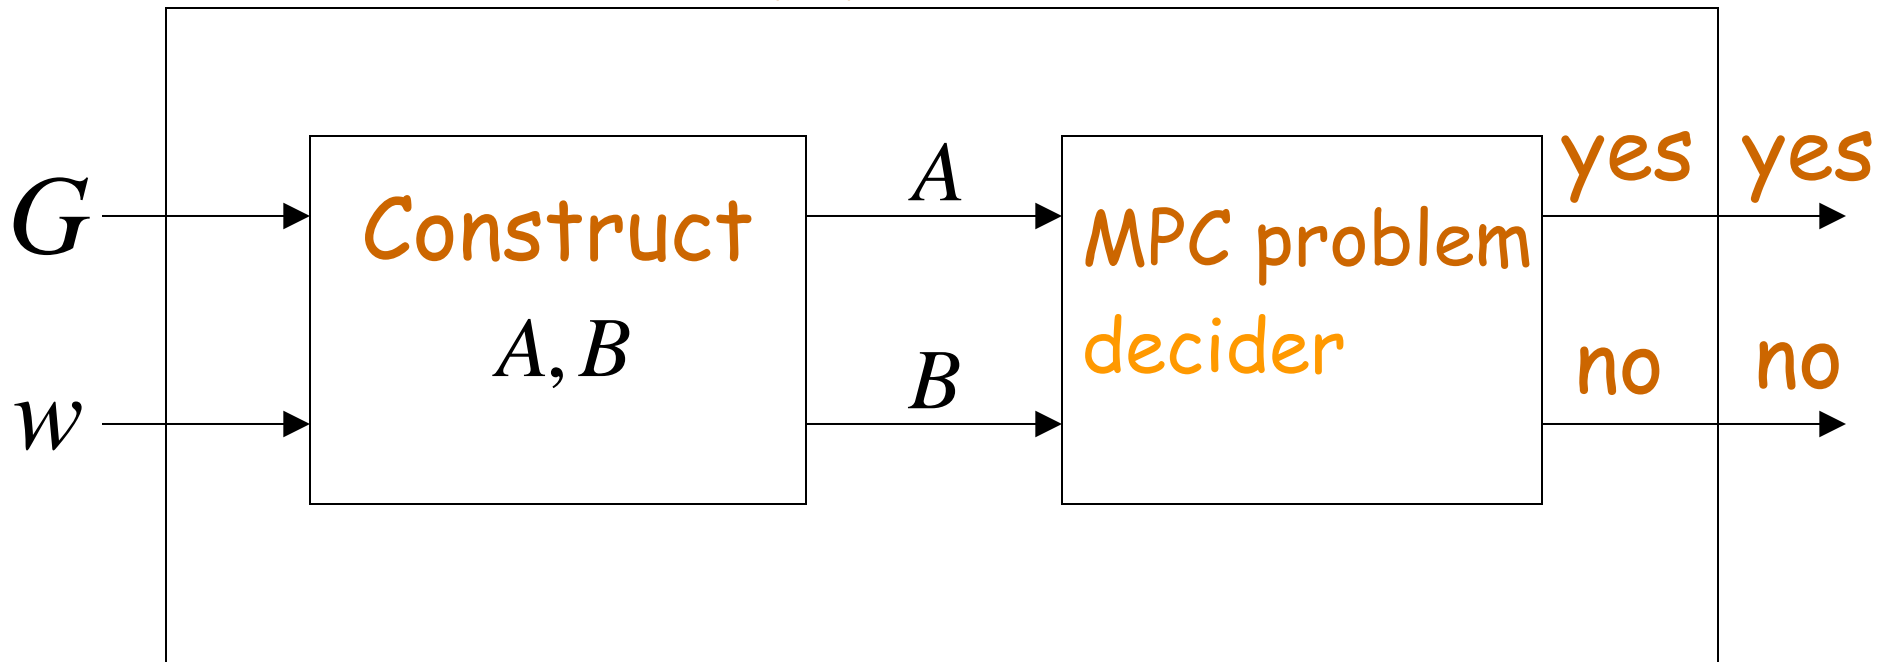 G
w
Construct
A, B
A
B
MPC problem
decider
yes
yes
no
no